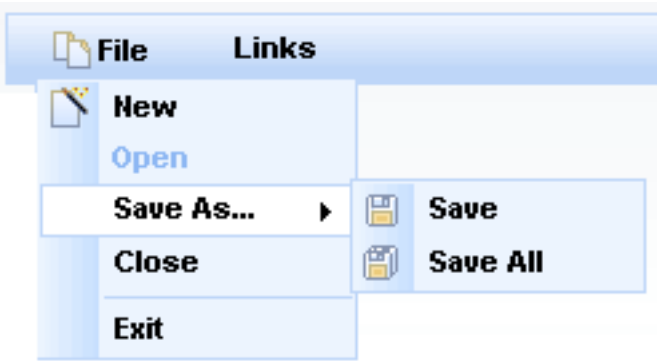 File Links
New
Open
Save As...
Save
Save All
Close
Exit